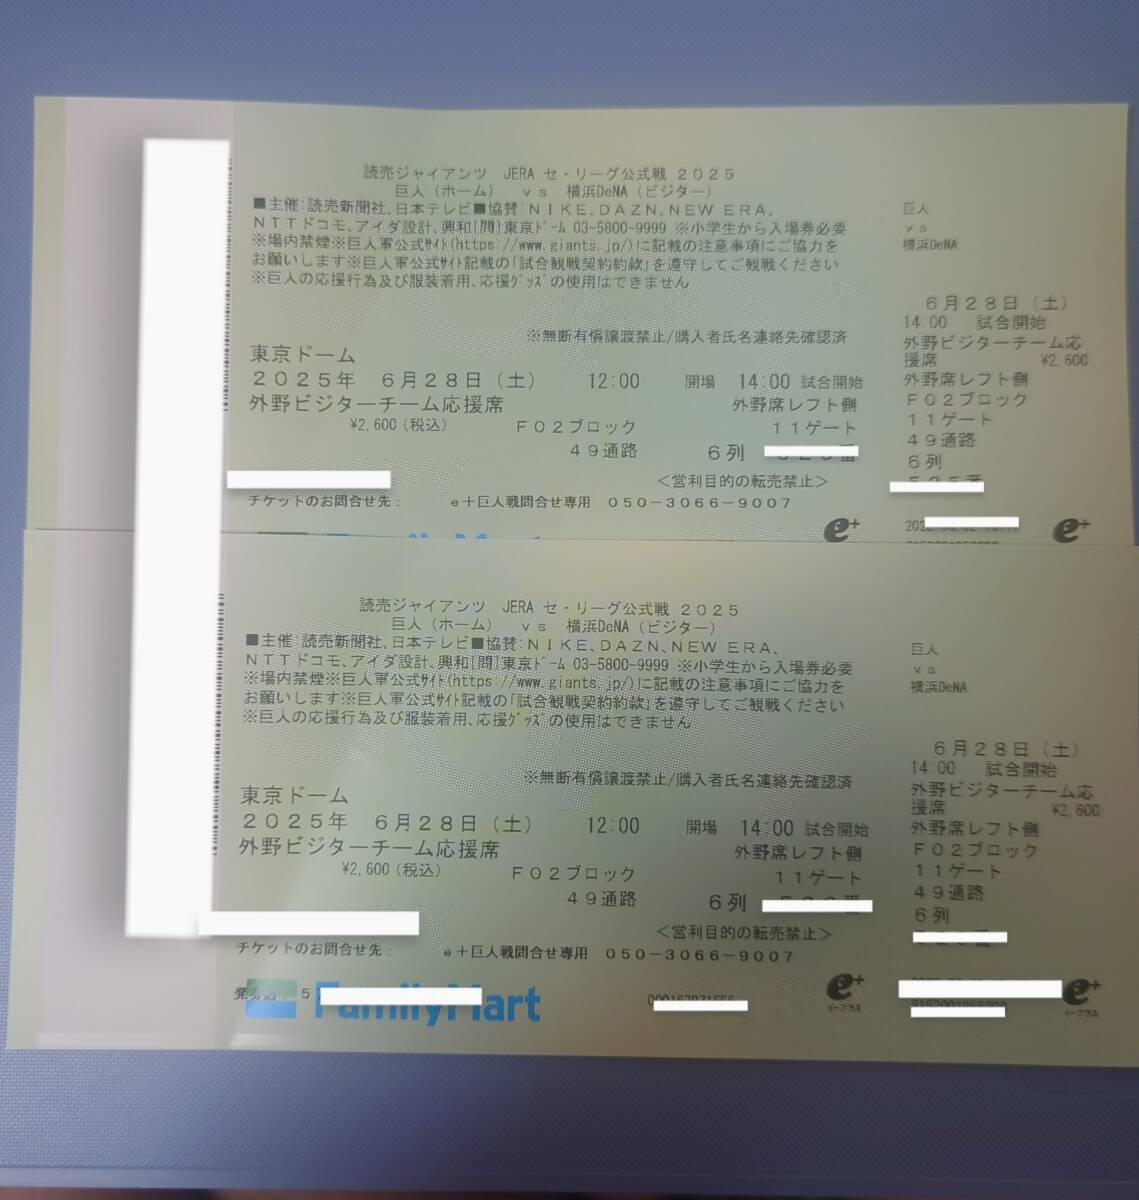 読売ジャイアンツ JERA セ・リーグ公式戦 2025
巨人(ホーム) vs 横浜DeNA(ビジター)
■主催:読売新聞社、日本テレビ■協賛:NIKE、DAZN、NEW ERA、
NTTドコモ、アイダ設計、興和[問]東京ドーム 03-5800-9999 ※小学生から入場券必要
※場内禁煙※巨人軍公式サイト(https://www.giants.jp/)に記載の注意事項にご協力を
お願いします※巨人軍公式サイト記載の「試合観戦契約約款」を遵守してご観戦ください
※巨人の応援行為及び服装着用、応援グッズの使用はできません
※無断有償譲渡禁止/購入者氏名連絡先確認済
東京ドーム
2025年 6月28日(土) 12:00 開場 14:00 試合開始
外野ビジターチーム応援席 外野席レフト側
¥2,600(税込) F02ブロック 11ゲート
49通路 6列
<営利目的の転売禁止>
チケットのお問合せ先: e+巨人戦問合せ専用 050-3066-9007
e+
巨人
vs
横浜DeNA
6月28日(土)
14:00 試合開始
外野ビジターチーム応
援席 ¥2,600
外野席レフト側
F02ブロック
11ゲート
49通路
6列
e+
読売ジャイアンツ JERA セ・リーグ公式戦 2025
巨人(ホーム) vs 横浜DeNA(ビジター)
■主催:読売新聞社、日本テレビ■協賛:NIKE、DAZN、NEW ERA、
NTTドコモ、アイダ設計、興和[問]東京ドーム 03-5800-9999 ※小学生から入場券必要
※場内禁煙※巨人軍公式サイト(https://www.giants.jp/)に記載の注意事項にご協力を
お願いします※巨人軍公式サイト記載の「試合観戦契約約款」を遵守してご観戦ください
※巨人の応援行為及び服装着用、応援グッズの使用はできません
※無断有償譲渡禁止/購入者氏名連絡先確認済
東京ドーム
2025年 6月28日(土) 12:00 開場 14:00 試合開始
外野ビジターチーム応援席 外野席レフト側
¥2,600(税込) F02ブロック 11ゲート
49通路 6列
<営利目的の転売禁止>
チケットのお問合せ先: e+巨人戦問合せ専用 050-3066-9007
FamilyMart
e+
イープラス
巨人
vs
横浜DeNA
6月28日(土)
14:00 試合開始
外野ビジターチーム応
援席 ¥2,600
外野席レフト側
F02ブロック
11ゲート
49通路
6列
e+
イープラス